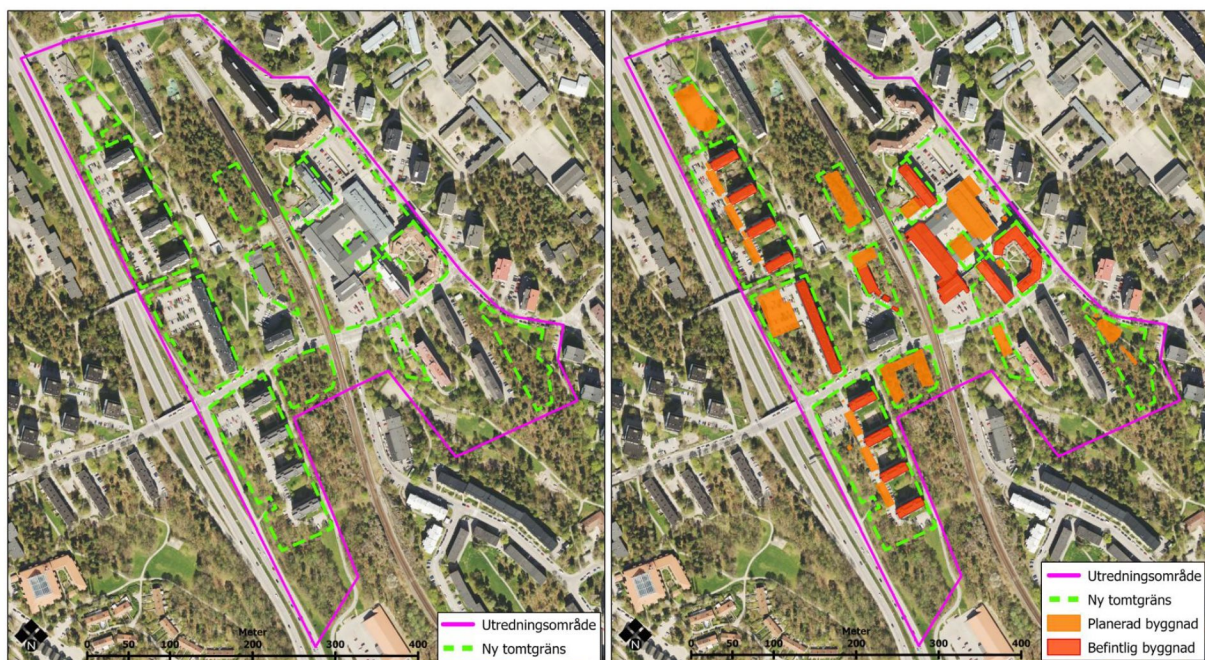 Meter
0 50 100 200 300 400
N
Utredningsområde
Ny tomtgräns
Meter
0 50 100 200 300 400
N
Utredningsområde
Ny tomtgräns
Planerad byggnad
Befintlig byggnad